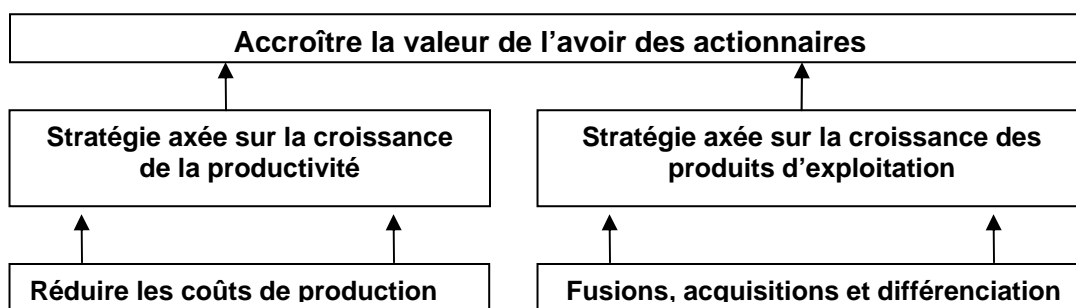 Accroître la valeur de l'avoir des actionnaires
Stratégie axée sur la croissance
de la productivité
Stratégie axée sur la croissance des
produits d'exploitation
Réduire les coûts de production
Fusions, acquisitions et différenciation